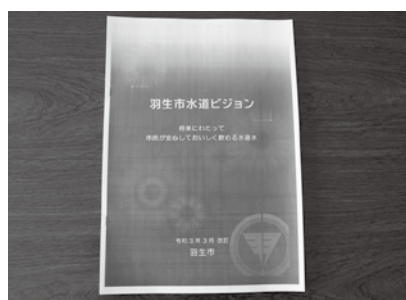 羽生市水道ビジョン
将来にわたって
市民が安心しておいしく飲める水道水
令和3年3月 改訂
羽生市